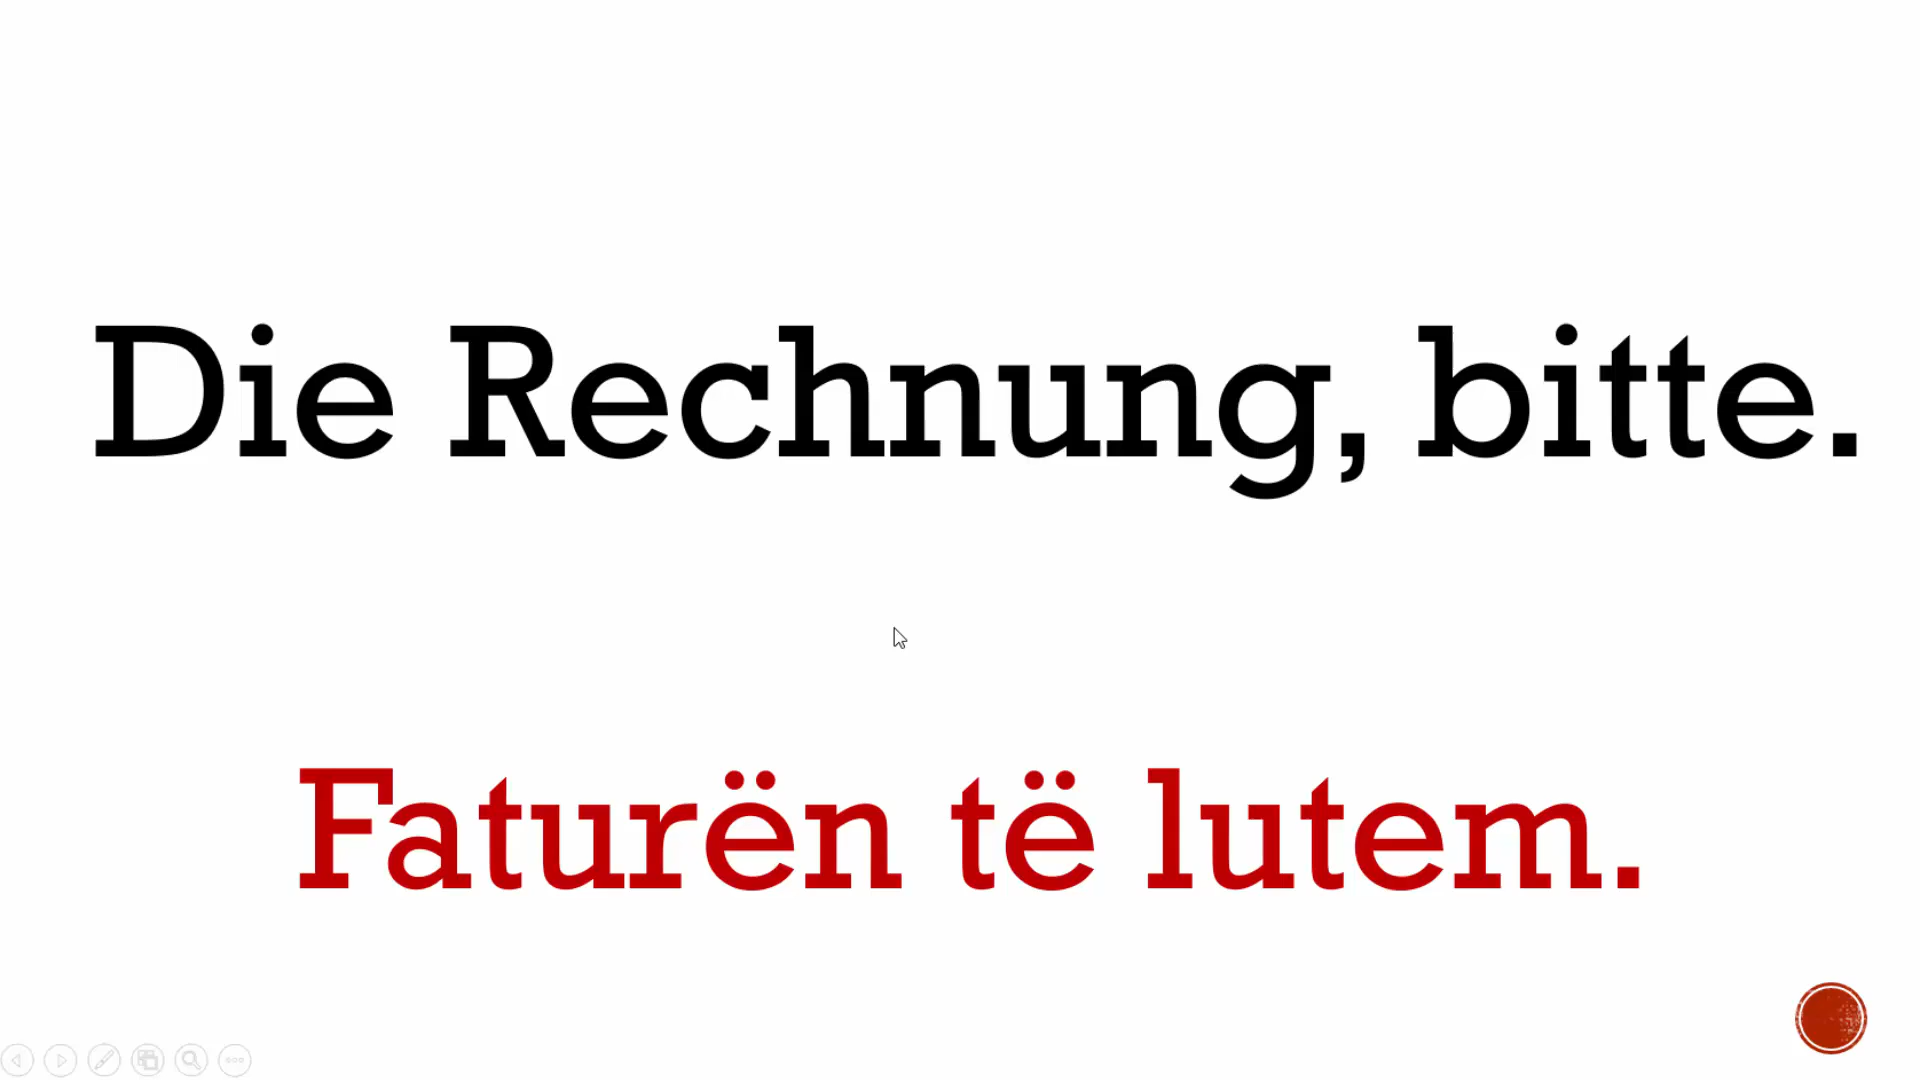 Die Rechnung, bitte.
Faturën të lutem.